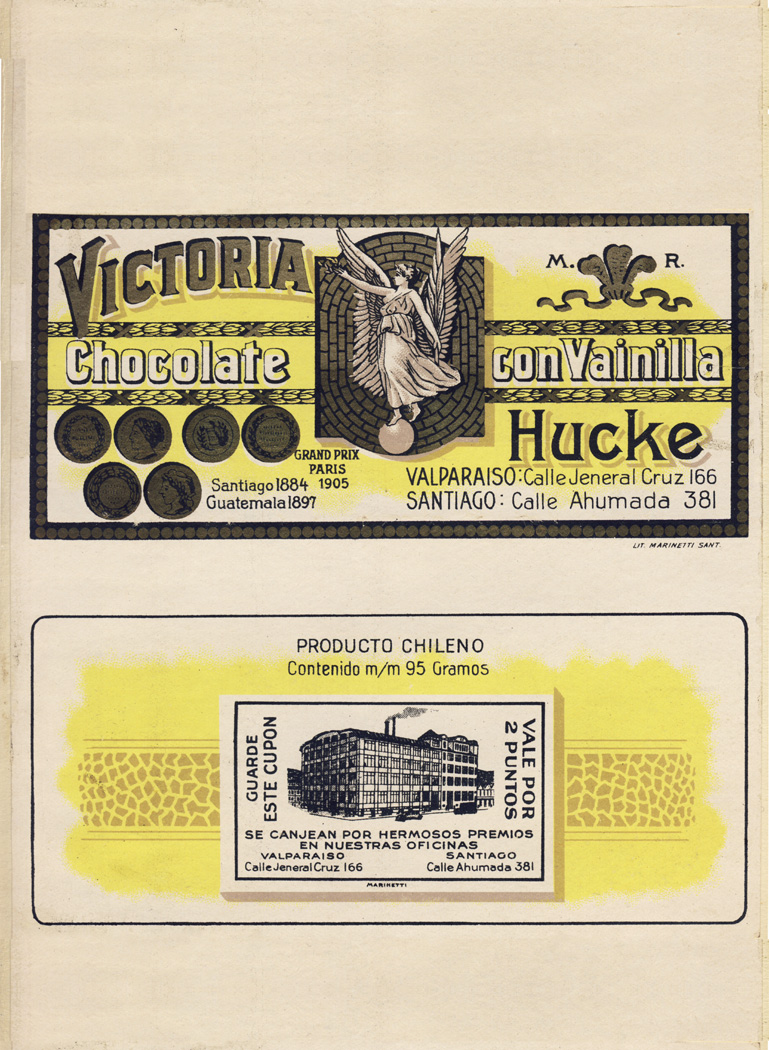 VICTORIA
M. R.
Chocolate con Vainilla
Hucke
GRAND PRIX
PARIS
1905
Santiago 1884
Guatemala 1897
VALPARAISO: Calle Jeneral Cruz 166
SANTIAGO: Calle Ahumada 381
LIT. MARINETTI SANT.
PRODUCTO CHILENO
Contenido m/m 95 Gramos
GUARDE
ESTE CUPON
VALE POR
2 PUNTOS
SE CANJEAN POR HERMOSOS PREMIOS
EN NUESTRAS OFICINAS
VALPARAISO SANTIAGO
Calle Jeneral Cruz 166 Calle Ahumada 381
MARINETTI